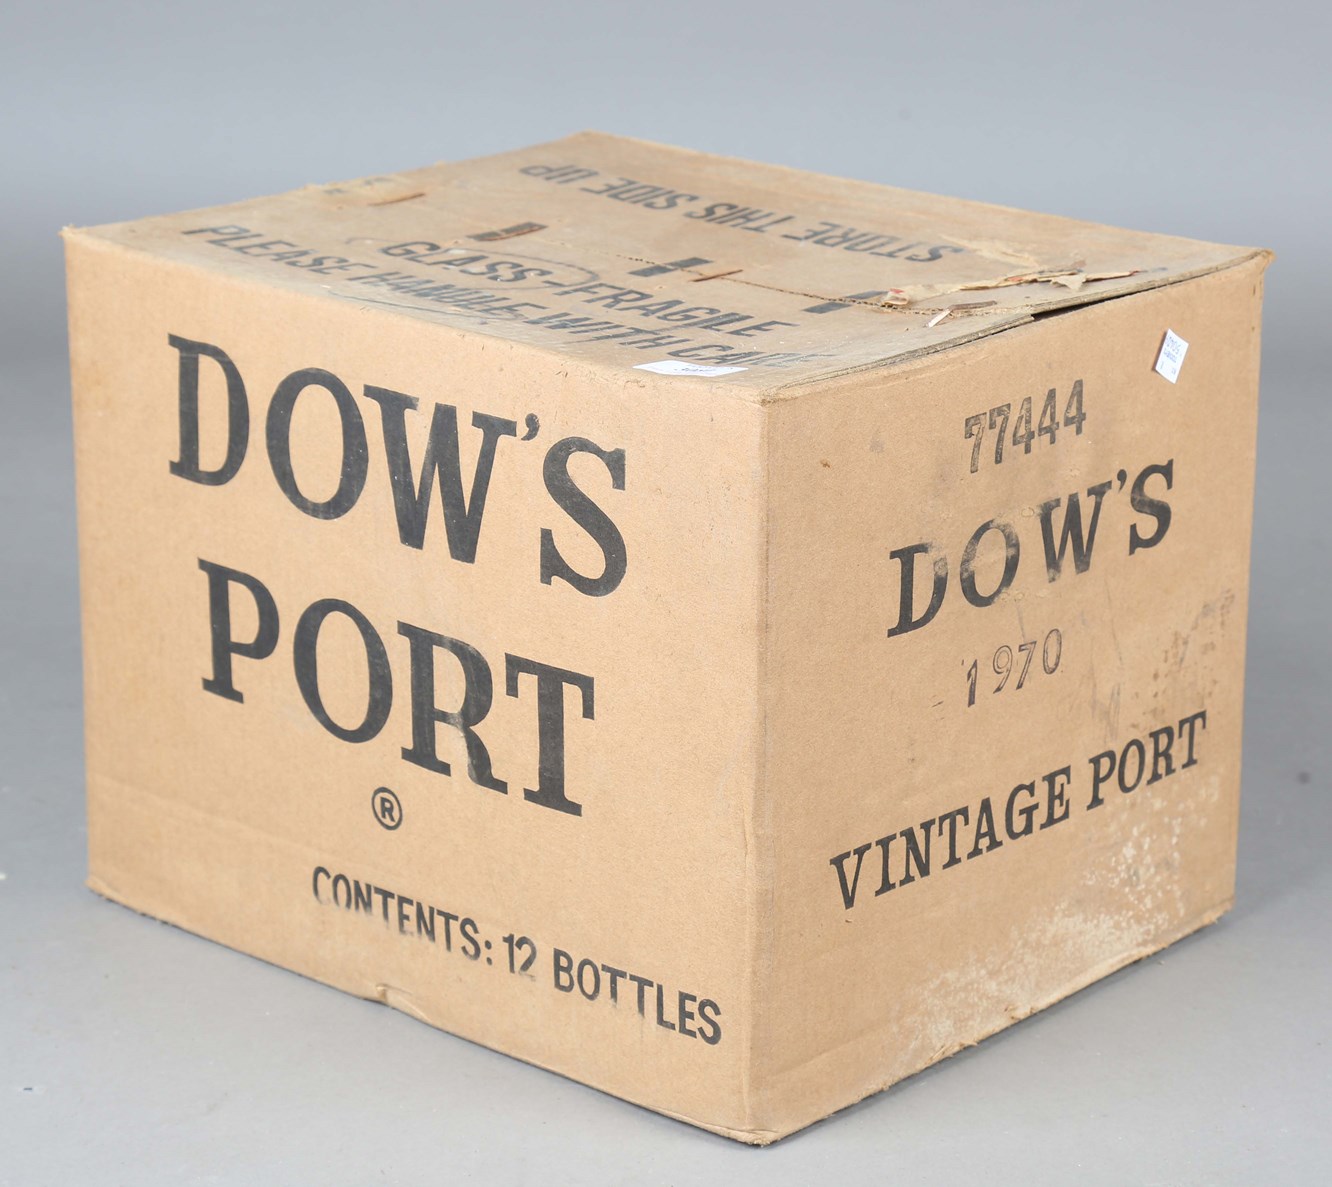 STORE THIS SIDE UP
GLASS-FRAGILE
PLEASE HANDLE WITH CARE
DOW'S
PORT
®
CONTENTS: 12 BOTTLES
77444
DOW'S
1970
VINTAGE PORT